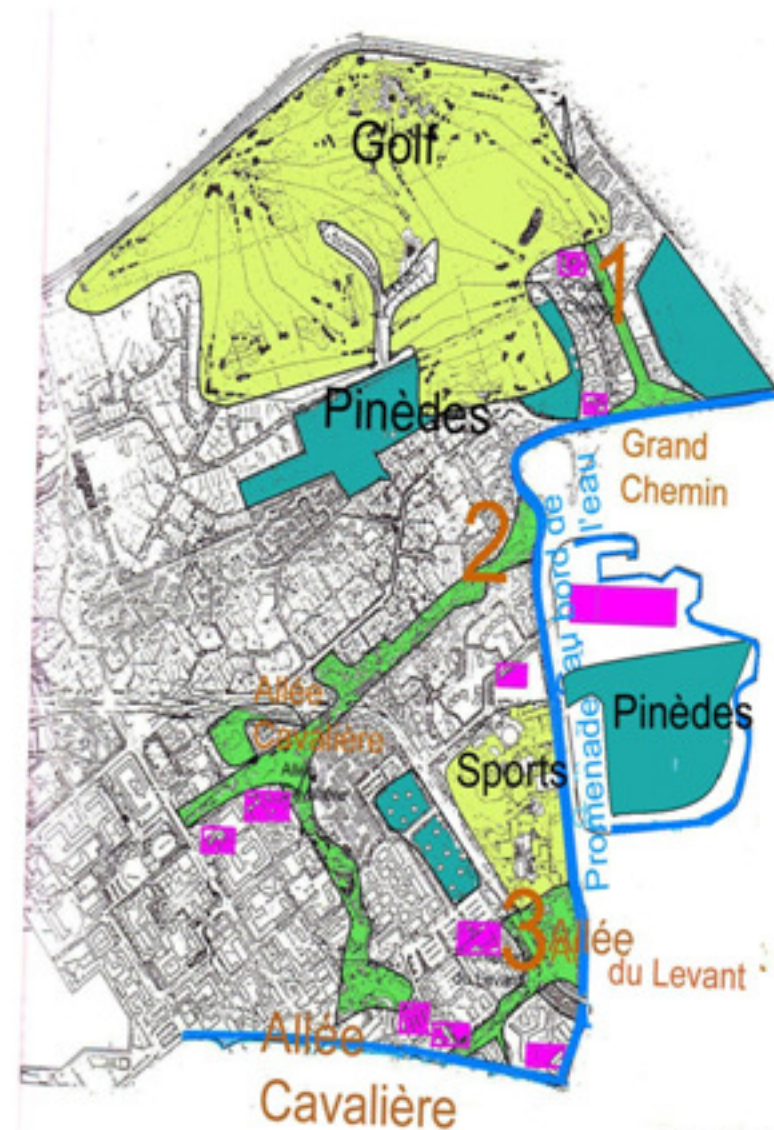 Golf
1
Pinèdes
Grand
Chemin
2
Promenade au bord de
l'eau
Allée
Cavalière
Pinèdes
Sports
3
Allée
du Levant
Allée
Cavalière